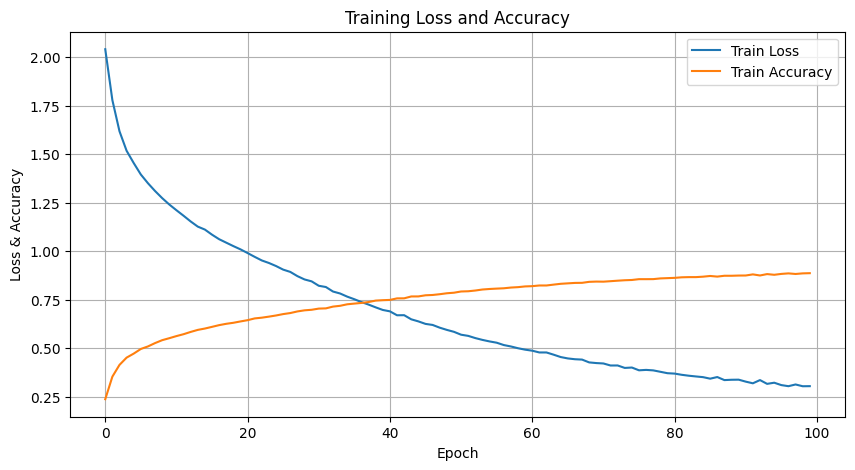 Training Loss and Accuracy
Train Loss
Train Accuracy
Loss & Accuracy
2.00
1.75
1.50
1.25
1.00
0.75
0.50
0.25
0
20
40
60
80
100
Epoch